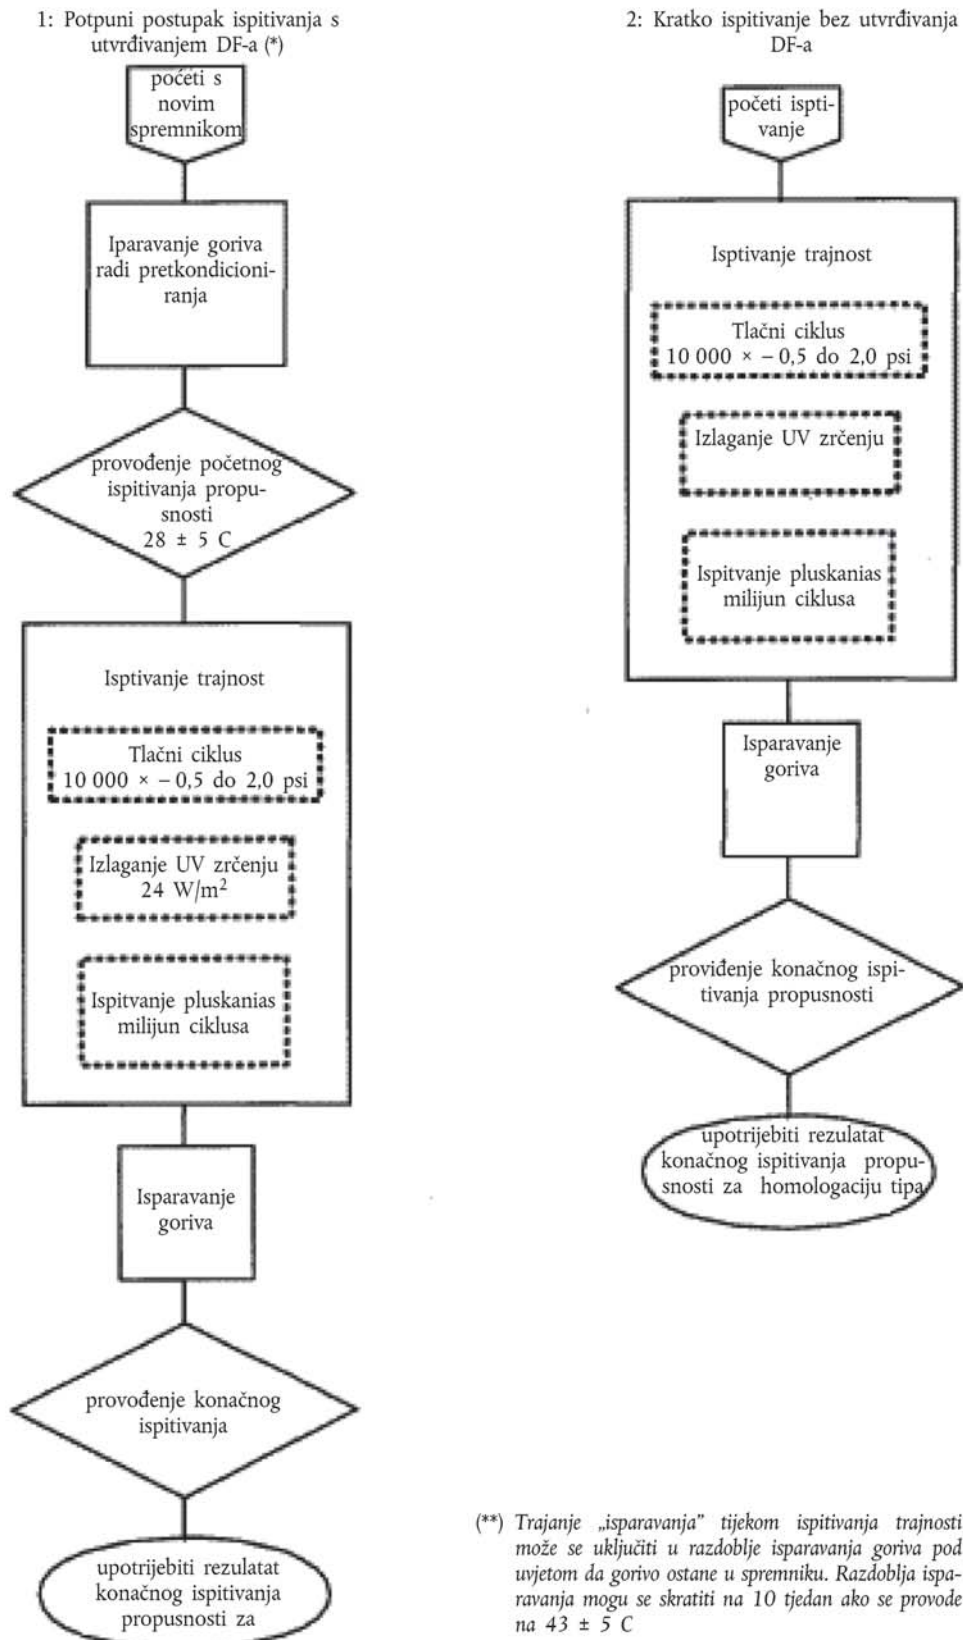 1: Potpuni postupak ispitivanja s
utvrđivanjem DF-a (*)
poćeti s
novim
spremnikom
Iparavanje goriva
radi pretkondicioni-
ranja
provođenje početnog
ispitivanja propu-
snosti
28 ± 5 C
Isptivanje trajnost
Tlačni ciklus
10 000 × – 0,5 do 2,0 psi
Izlaganje UV zrčenju
24 W/m²
Ispitvanje pluskanias
milijun ciklusa
Isparavanje
goriva
provođenje konačnog
ispitivanja
upotrijebiti rezulatat
konačnog ispitivanja
propusnosti za
2: Kratko ispitivanje bez utvrđivanja
DF-a
početi ispti-
vanje
Isptivanje trajnost
Tlačni ciklus
10 000 × – 0,5 do 2,0 psi
Izlaganje UV zrčenju
Ispitvanje pluskanias
milijun ciklusa
Isparavanje
goriva
proviđenje konačnog ispi-
tivanja propusnosti
upotrijebiti rezulatat
konačnog ispitivanja propu-
snosti za homologaciju tipa
(**) Trajanje „isparavanja” tijekom ispitivanja trajnosti
može se uključiti u razdoblje isparavanja goriva pod
uvjetom da gorivo ostane u spremniku. Razdoblja ispa-
ravanja mogu se skratiti na 10 tjedan ako se provode
na 43 ± 5 C